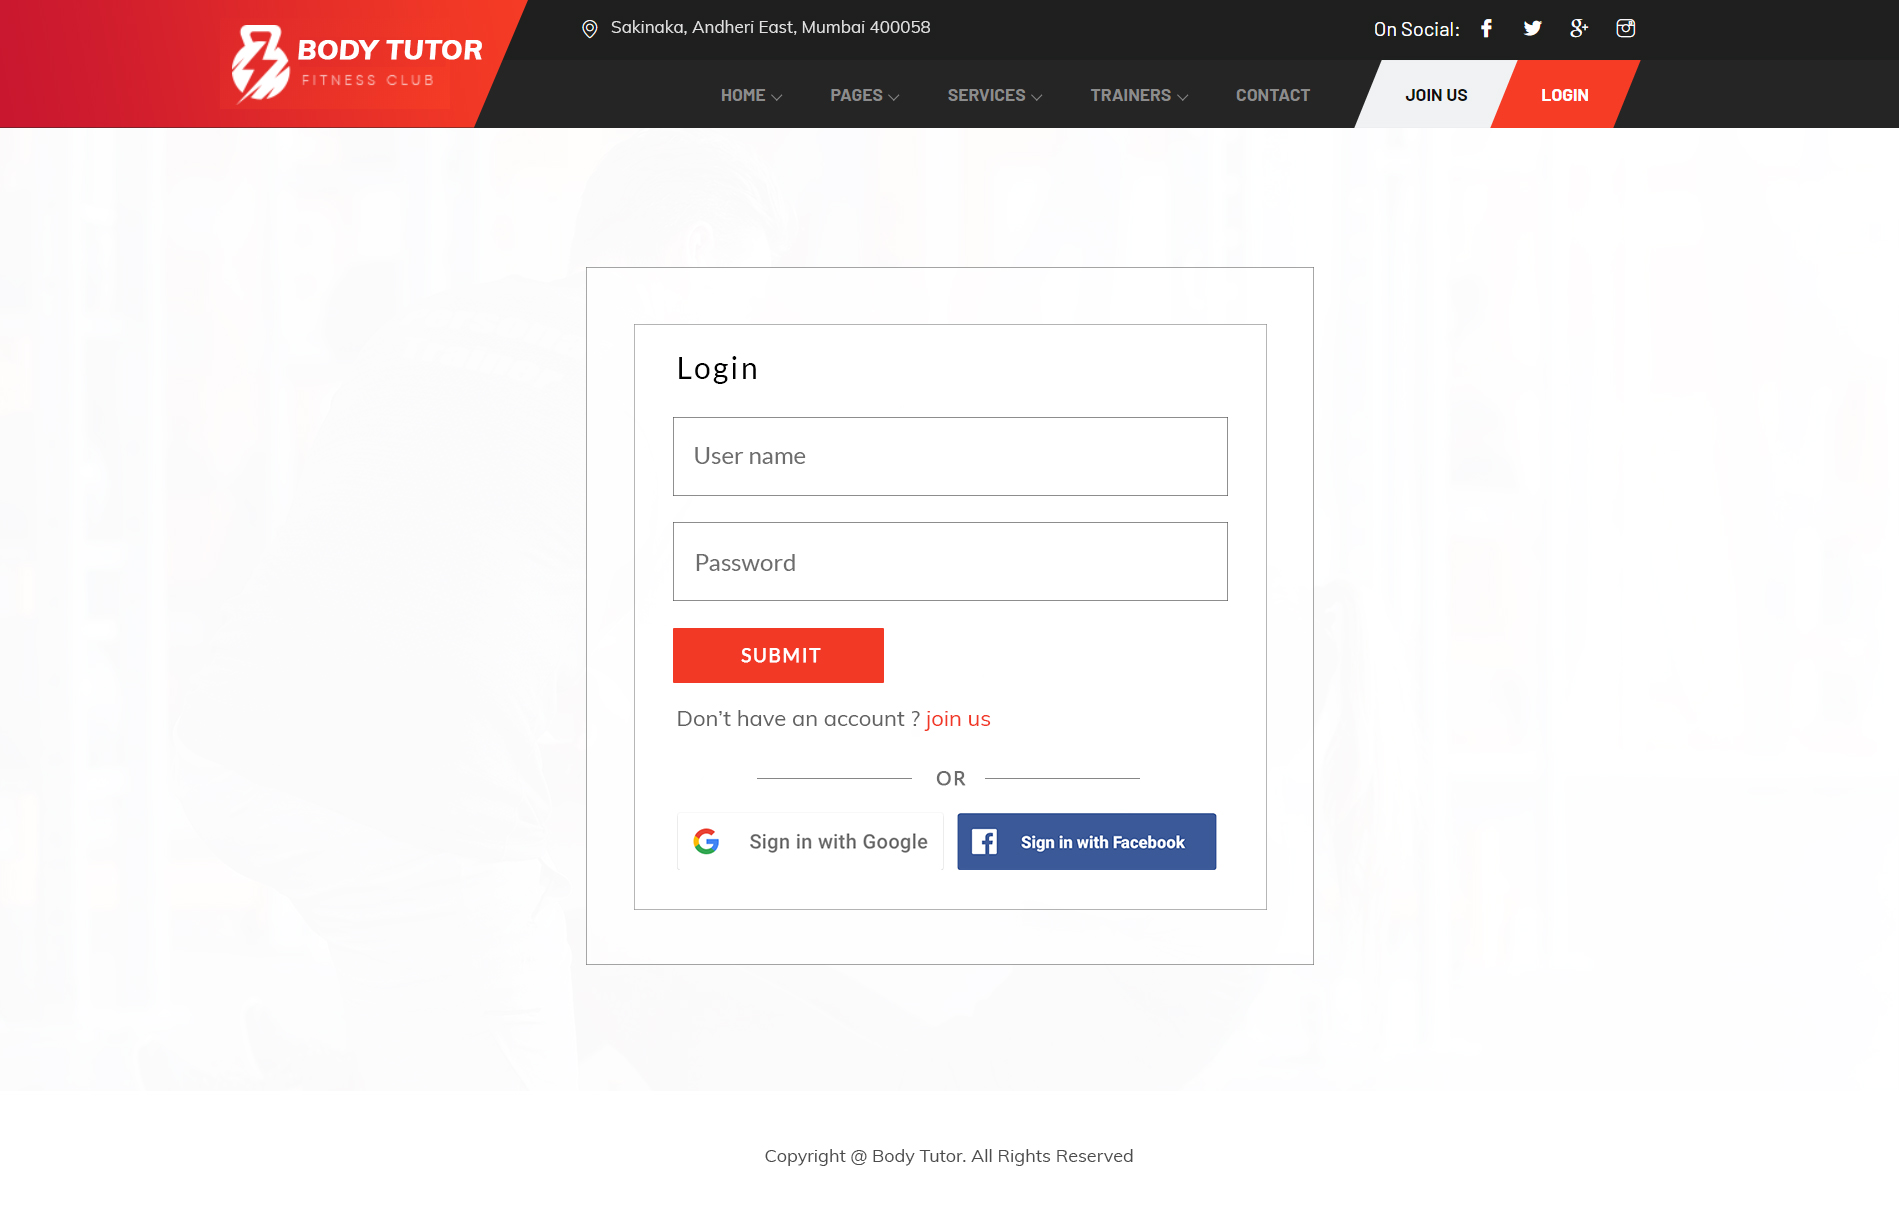 BODY TUTOR
FITNESS CLUB
Sakinaka, Andheri East, Mumbai 400058
On Social:
HOME PAGES SERVICES TRAINERS CONTACT
JOIN US
LOGIN
Login
User name
Password
SUBMIT
Don’t have an account ? join us
OR
Sign in with Google
Sign in with Facebook
Copyright @ Body Tutor. All Rights Reserved